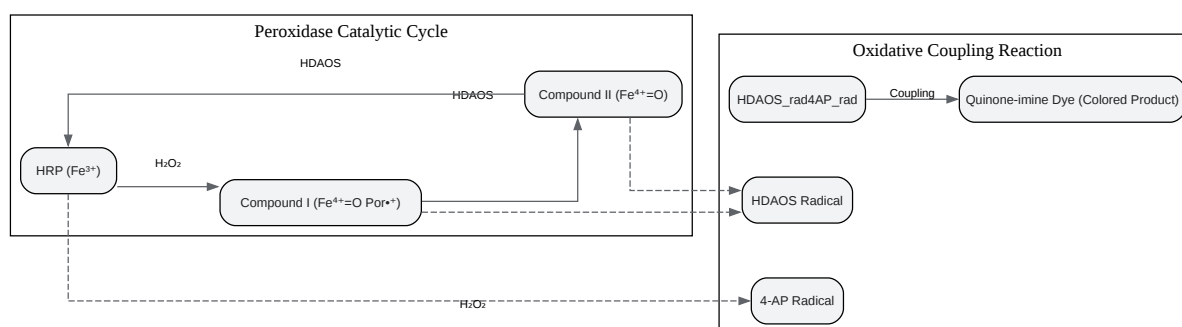 Peroxidase Catalytic Cycle
HDAOS
HDAOS
Compound II (Fe⁴⁺=O)
HRP (Fe³⁺)
H₂O₂
Compound I (Fe⁴⁺=O Por•⁺)
H₂O₂
Oxidative Coupling Reaction
HDAOS_rad4AP_rad
Coupling
Quinone-imine Dye (Colored Product)
HDAOS Radical
4-AP Radical